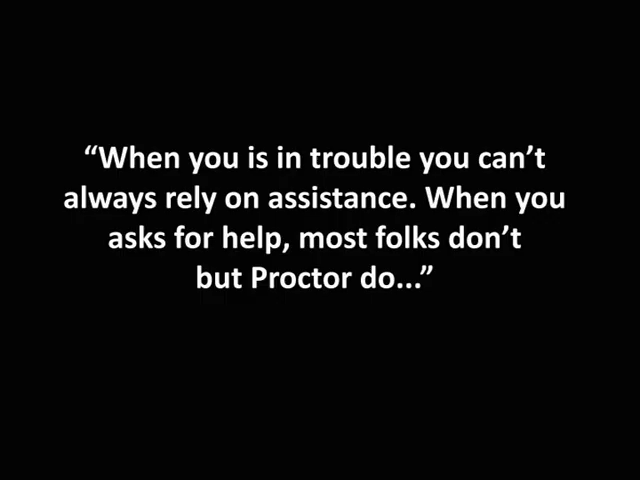 “When you is in trouble you can’t
always rely on assistance. When you
asks for help, most folks don’t
but Proctor do...”